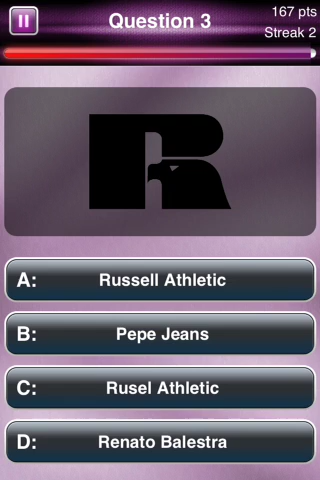 Question 3
167 pts
Streak 2
R
A: Russell Athletic
B: Pepe Jeans
C: Rusel Athletic
D: Renato Balestra